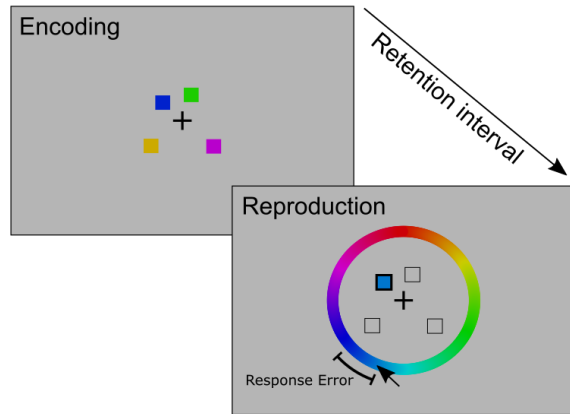 Encoding
Retention interval
Reproduction
Response Error